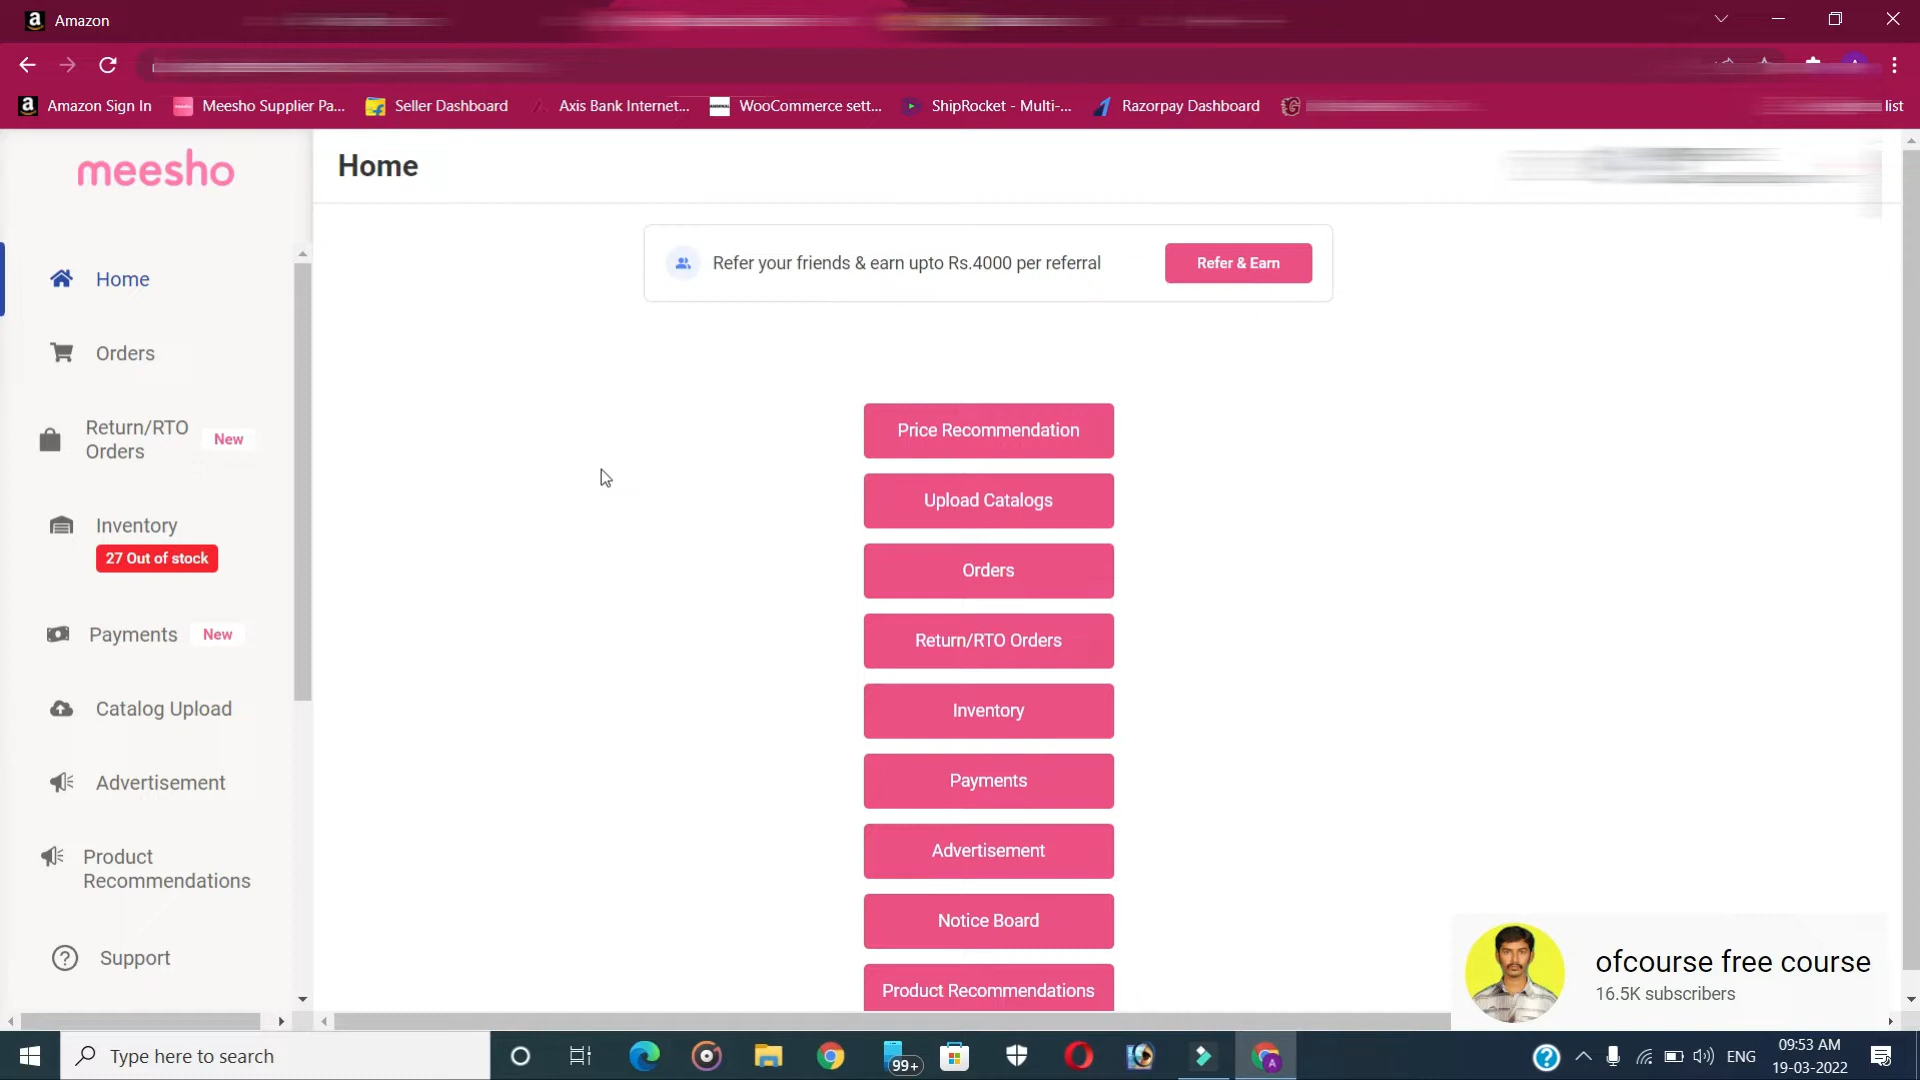 Amazon
Amazon Sign In
Meesho Supplier Pa...
Seller Dashboard
Axis Bank Internet...
WooCommerce sett...
ShipRocket - Multi-...
Razorpay Dashboard
list
meesho
Home
Home
Orders
Return/RTO
Orders
New
Inventory
27 Out of stock
Payments
New
Catalog Upload
Advertisement
Product
Recommendations
Support
Refer your friends & earn upto Rs.4000 per referral
Refer & Earn
Price Recommendation
Upload Catalogs
Orders
Return/RTO Orders
Inventory
Payments
Advertisement
Notice Board
Product Recommendations
ofcourse free course
16.5K subscribers
Type here to search
99+
A
ENG
09:53 AM
19-03-2022